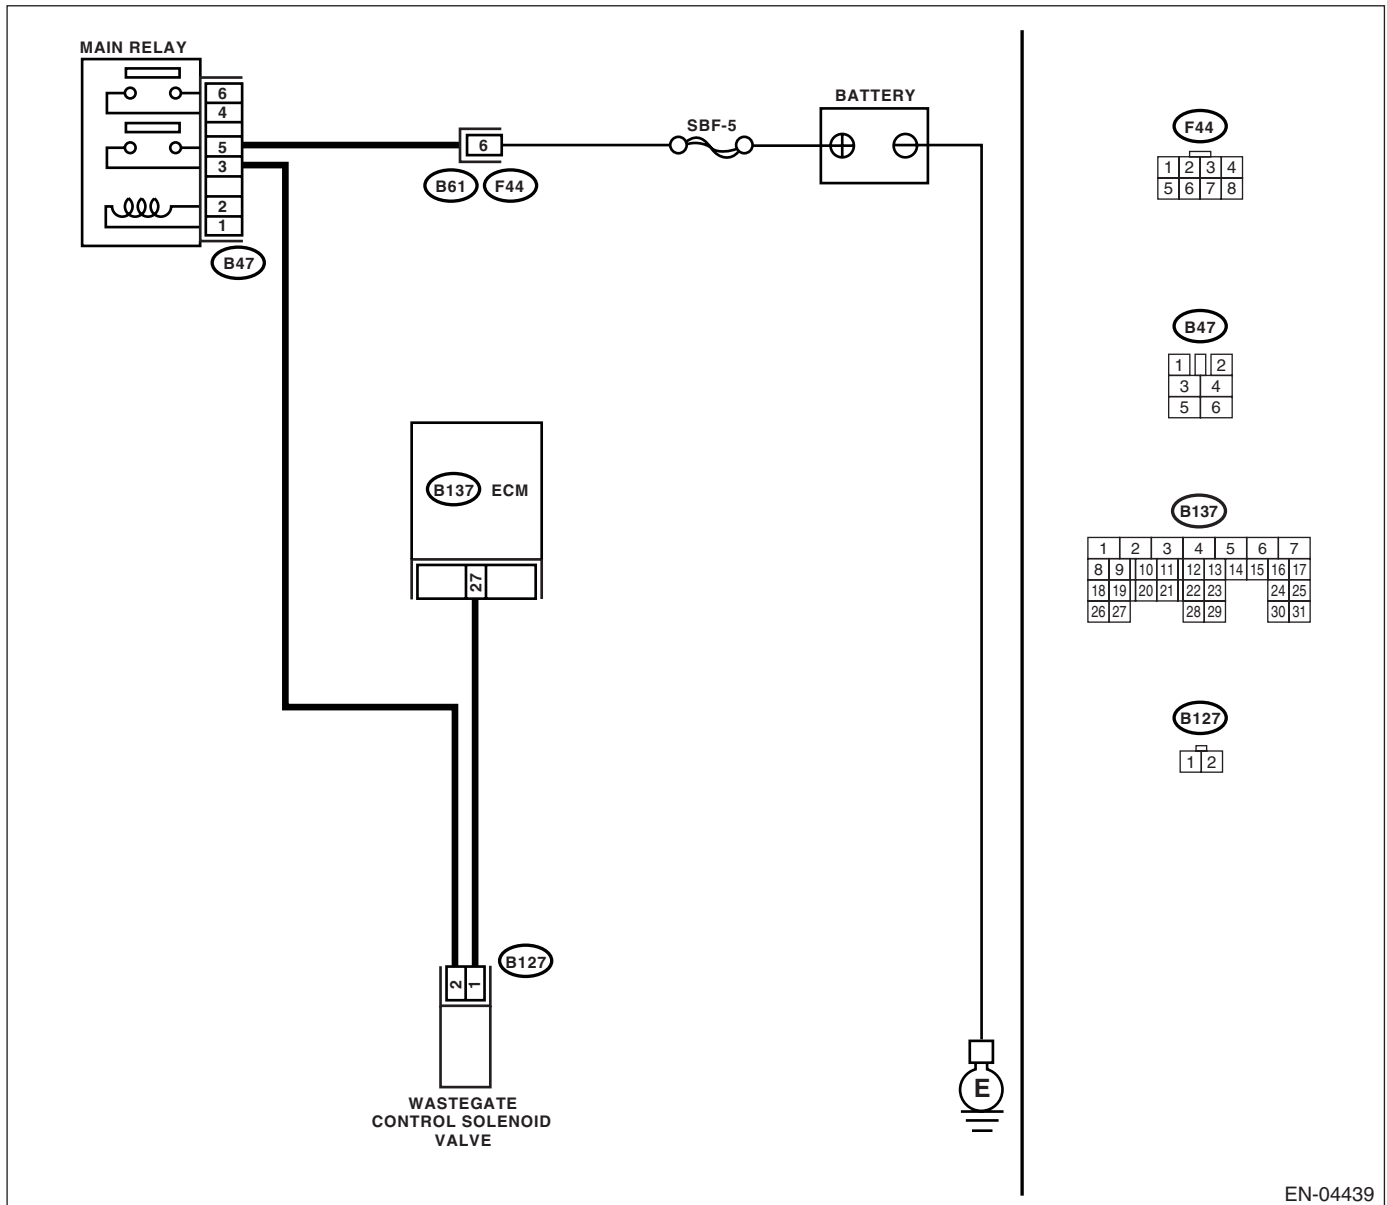 MAIN RELAY
6
4
5
3
2
1
B47
6
B61 F44
SBF-5
BATTERY
B137 ECM
27
B127
2 1
WASTEGATE
CONTROL SOLENOID
VALVE
E
F44
1 2 3 4
5 6 7 8
B47
1 2
3 4
5 6
B137
1 2 3 4 5 6 7
8 9 10 11 12 13 14 15 16 17
18 19 20 21 22 23 24 25
26 27 28 29 30 31
B127
1 2
EN-04439